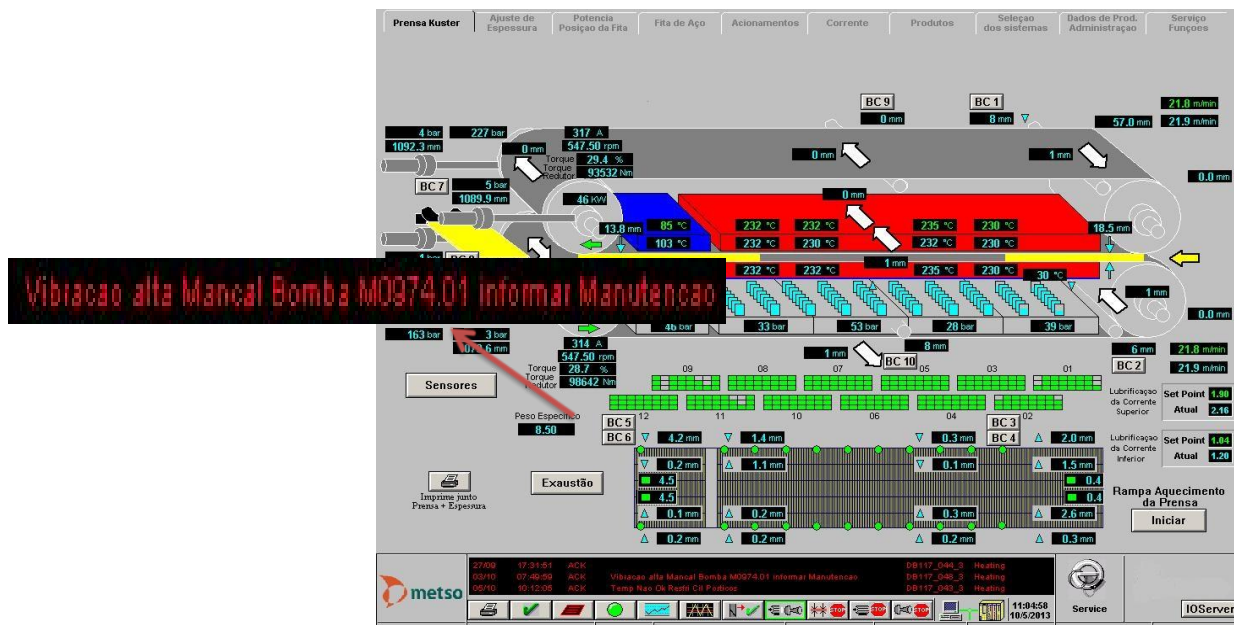 Prensa Kuster
Ajuste de Espessura
Potencia Posiçao da Fita
Fita de Aço
Acionamentos
Corrente
Produtos
Seleçao dos sistemas
Dados de Prod. Administraçao
Serviço Funçoes
BC 9
BC 1
21.8 m/min
0 mm
8 mm
57.0 mm
21.9 m/min
4 bar
227 bar
317 A
1092.3 mm
0 mm
547.50 rpm
Torque 29.4 %
Torque Redutor 93532 Nm
0 mm
1 mm
BC 7
5 bar
0.0 mm
1089.9 mm
46 KW
0 mm
13.8 mm
85 °C
232 °C
232 °C
235 °C
230 °C
18.5 mm
103 °C
232 °C
230 °C
232 °C
230 °C
1 mm
232 °C
232 °C
235 °C
230 °C
30 °C
Vibracao alta Mancal Bomba M0974.01 informar Manutencao
1 mm
0.0 mm
46 bar
33 bar
53 bar
28 bar
39 bar
163 bar
3 bar
314 A
547.50 rpm
Torque 28.7 %
Torque Redutor 98642 Nm
1 mm
8 mm
BC 10
6 mm
21.8 m/min
BC 2
21.9 m/min
Sensores
09
08
07
05
03
01
12
11
10
06
04
02
Lubrificaçao da Corrente Superior
Set Point 1.90
Atual 2.16
Peso Especifico
8.50
BC 5
BC 6
BC 3
BC 4
4.2 mm
1.4 mm
0.3 mm
2.0 mm
Lubrificaçao da Corrente Inferior
Set Point 1.04
Atual 1.20
0.2 mm
1.1 mm
0.1 mm
1.5 mm
4.5
0.4
4.5
0.4
0.1 mm
0.2 mm
0.3 mm
2.6 mm
0.2 mm
0.2 mm
0.2 mm
0.3 mm
Imprime junto
Prensa + Espessura
Exaustão
Rampa Aquecimento
da Prensa
Iniciar
metso
27/09 17:31:51 ACK DB117_044_3 Heating
03/10 07:49:59 ACK Vibracao alta Mancal Bomba M0974.01 informar Manutencao DB117_048_3 Heating
05/10 10:12:05 ACK Temp Nao Ok DB117_043_3 Heating
STOP
STOP
STOP
11:04:58
10/5/2013
Service
IOServer